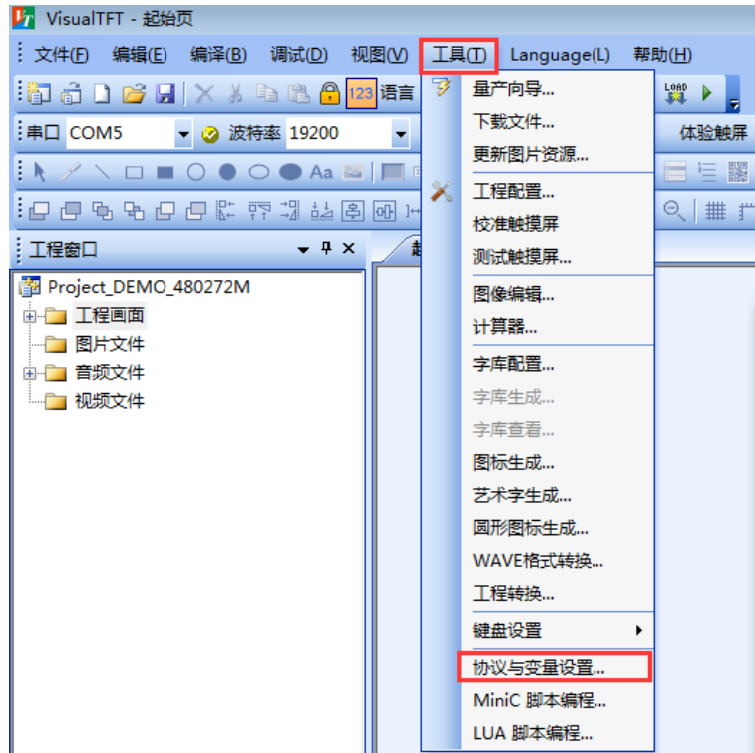 VT VisualTFT - 起始页
文件(F) 编辑(E) 编译(B) 调试(D) 视图(V) 工具(T) Language(L) 帮助(H)
123 语言 LOAD
串口 COM5 波特率 19200 体验触屏
Aa
工程窗口
Project_DEMO_480272M
工程画面
图片文件
音频文件
视频文件
量产向导...
下载文件...
更新图片资源...
工程配置...
校准触摸屏
测试触摸屏...
图像编辑...
计算器...
字库配置...
字库生成...
字库查看...
图标生成...
艺术字生成...
圆形图标生成...
WAVE格式转换...
工程转换...
键盘设置
协议与变量设置...
MiniC 脚本编程...
LUA 脚本编程...